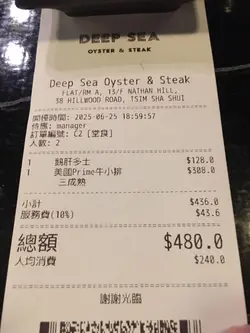 DEEP SEA
OYSTER & STEAK
Deep Sea Oyster & Steak
FLAT/RM A, 13/F NATHAN HILL,
38 HILLWOOD ROAD, TSIM SHA SHUI
開檯時間: 2025-06-25 18:59:57
侍應: manager
訂單編號: C2 [堂食]
人數: 2
1 鵝肝多士 $128.0
1 美國Prime牛小排 $308.0
三成熟
小計 $436.0
服務費(10%) $43.6
總額 $480.0
人均消費 $240.0
謝謝光臨